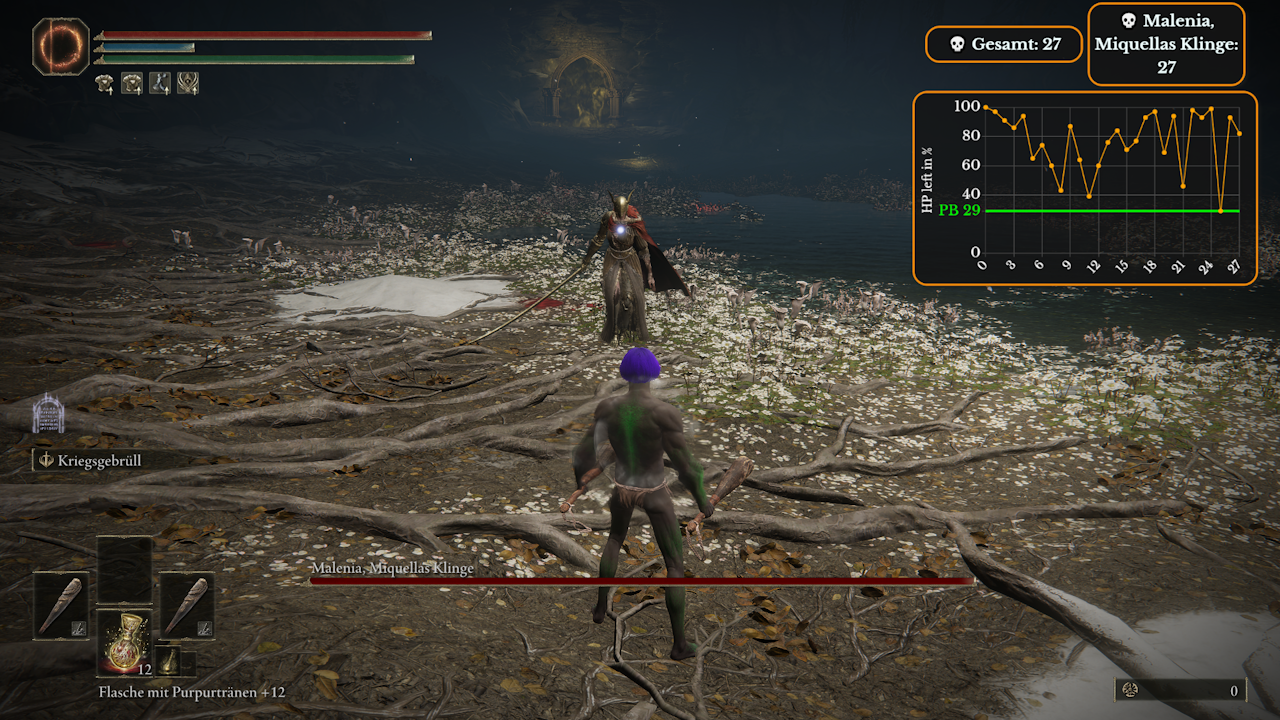 Gesamt: 27
Malenia,
Miquellas Klinge:
27
HP left in %
100
80
60
40
PB 29
0
0 3 6 9 12 15 18 21 24 27
Kriegsgebrüll
Malenia, Miquellas Klinge
12
Flasche mit Purpurtränen +12
0